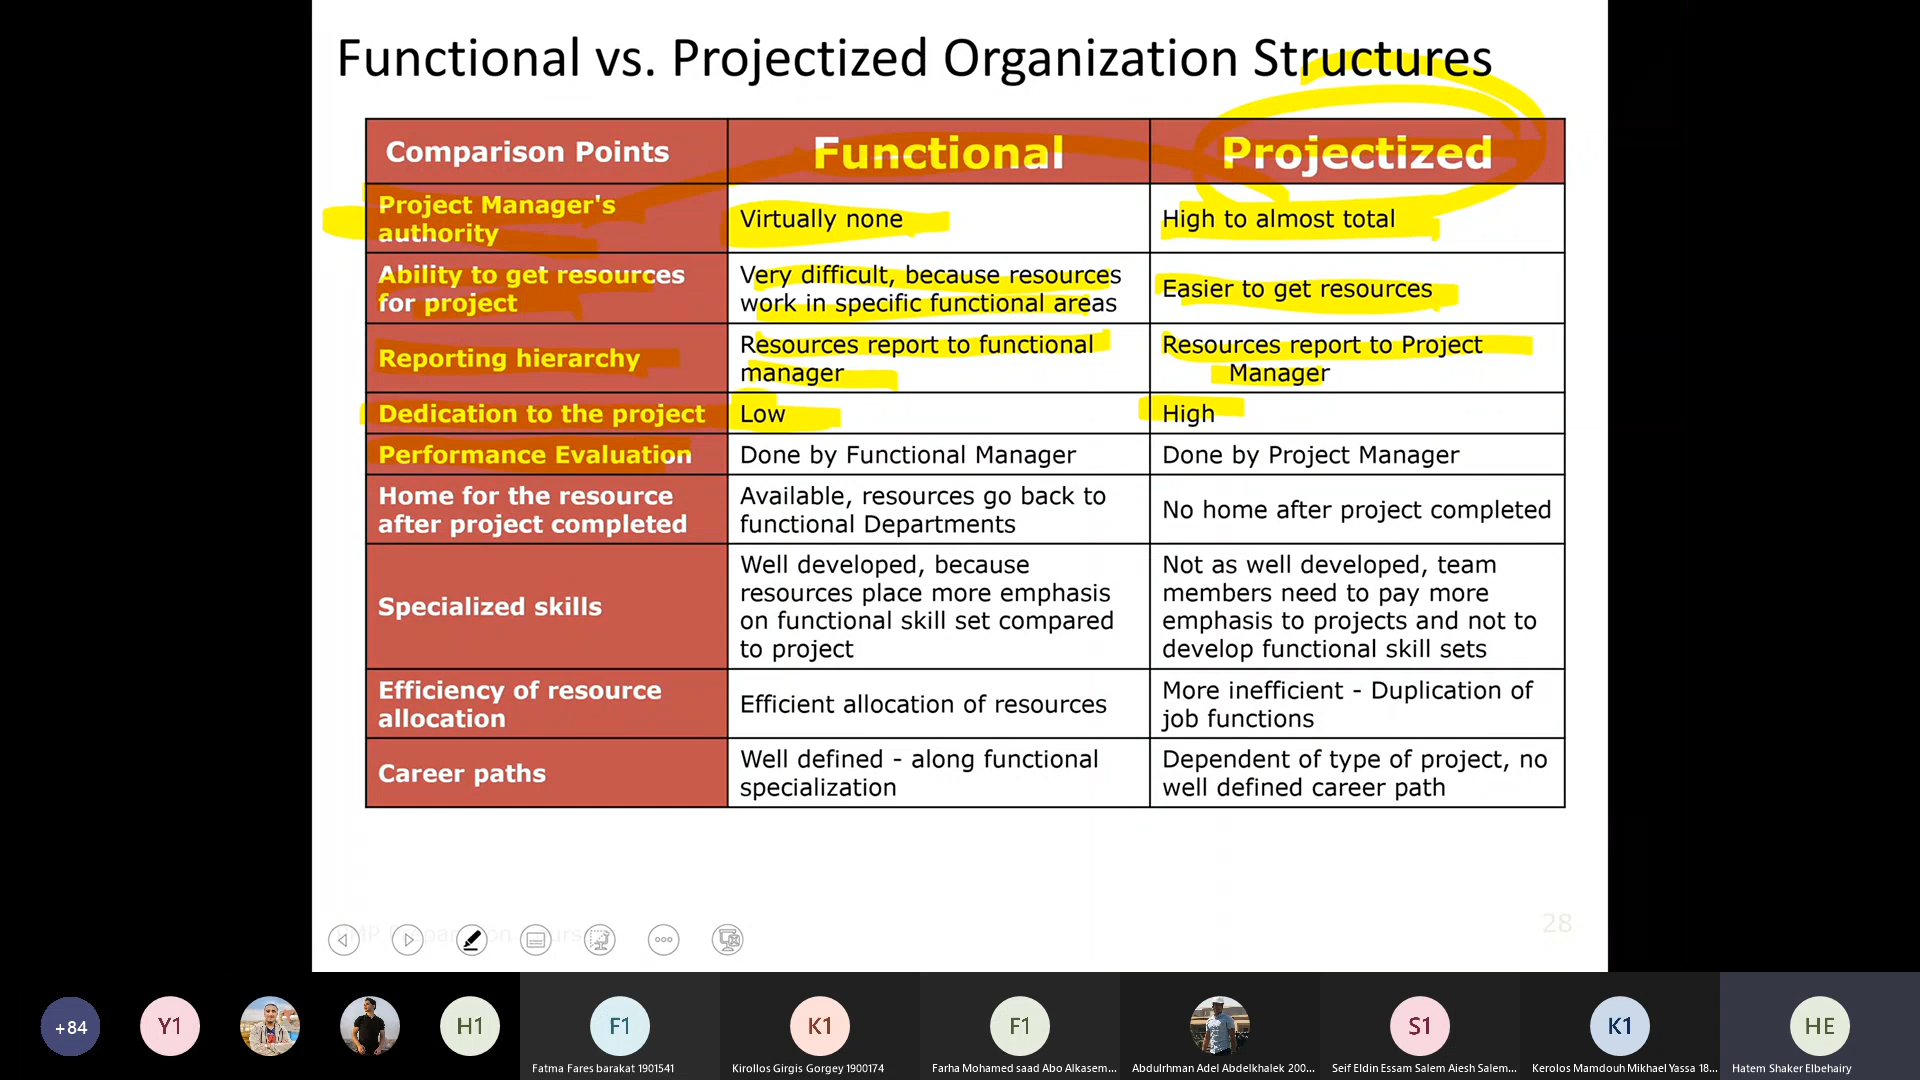 Functional vs. Projectized Organization Structures
Comparison Points
Functional
Projectized
Project Manager's
authority
Virtually none
High to almost total
Ability to get resources
for project
Very difficult, because resources
work in specific functional areas
Easier to get resources
Reporting hierarchy
Resources report to functional
manager
Resources report to Project
Manager
Dedication to the project
Low
High
Performance Evaluation
Done by Functional Manager
Done by Project Manager
Home for the resource
after project completed
Available, resources go back to
functional Departments
No home after project completed
Specialized skills
Well developed, because
resources place more emphasis
on functional skill set compared
to project
Not as well developed, team
members need to pay more
emphasis to projects and not to
develop functional skill sets
Efficiency of resource
allocation
Efficient allocation of resources
More inefficient - Duplication of
job functions
Career paths
Well defined - along functional
specialization
Dependent of type of project, no
well defined career path
28
+84
Y1
H1
F1
K1
F1
S1
K1
HE
Fatma Fares barakat 1901541
Kirollos Girgis Gorgey 1900174
Farha Mohamed saad Abo Alkasem...
Abdulrhman Adel Abdelkhalek 200...
Seif Eldin Essam Salem Aiesh Salem...
Kerolos Mamdouh Mikhael Yassa 18...
Hatem Shaker Elbehairy